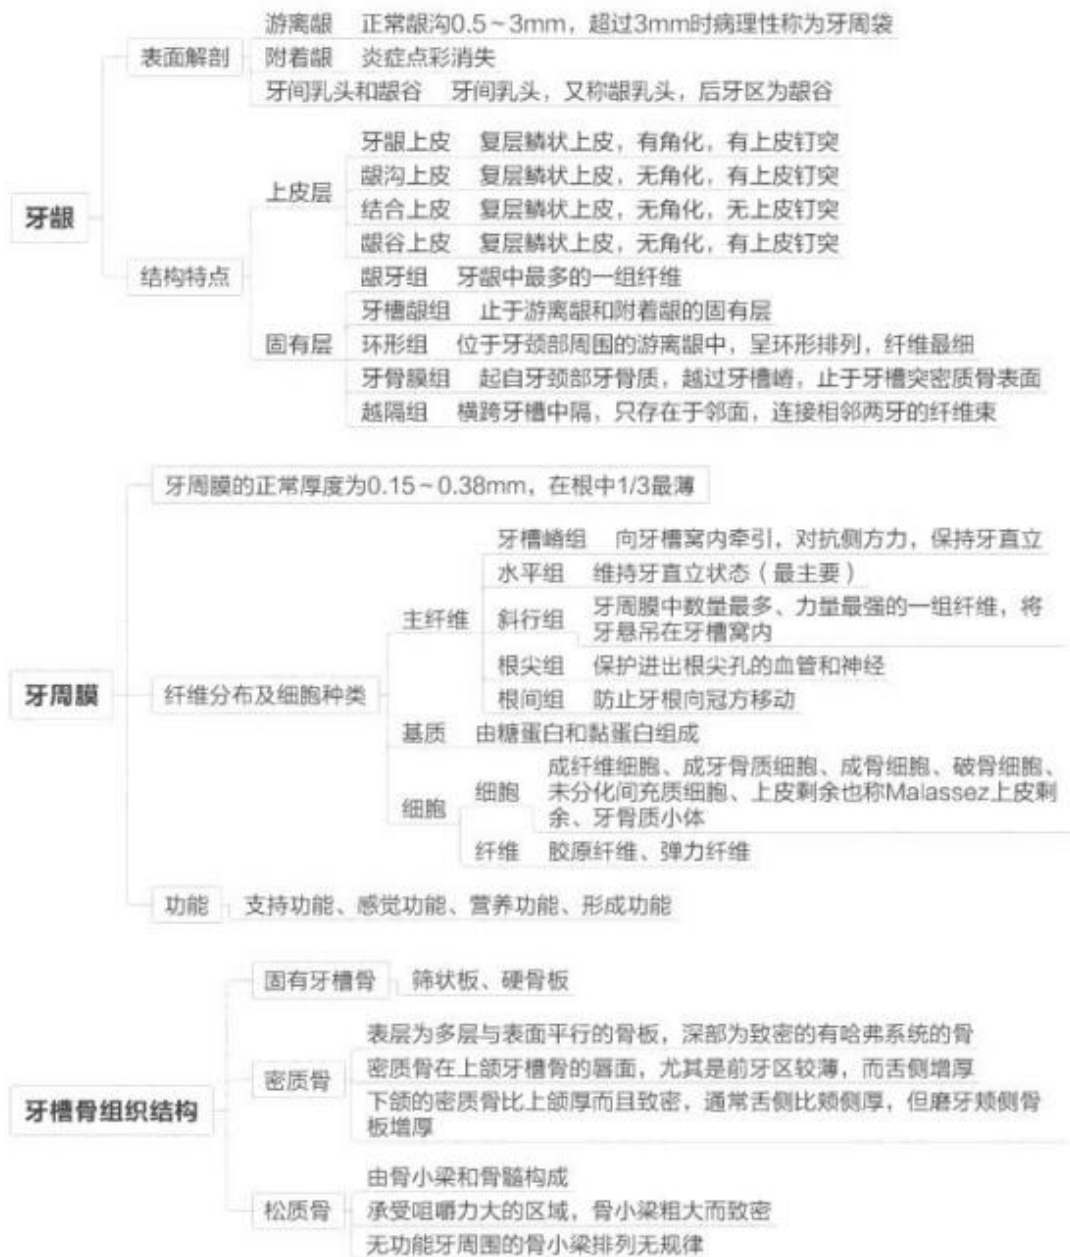 游离龈 正常龈沟0.5~3mm，超过3mm时病理性称为牙周袋
表面解剖
附着龈 炎症点彩消失
牙间乳头和龈谷 牙间乳头，又称龈乳头，后牙区为龈谷
牙龈上皮 复层鳞状上皮，有角化，有上皮钉突
龈沟上皮 复层鳞状上皮，无角化，有上皮钉突
上皮层
结合上皮 复层鳞状上皮，无角化，无上皮钉突
牙龈
龈谷上皮 复层鳞状上皮，无角化，有上皮钉突
结构特点
龈牙组 牙龈中最多的一组纤维
牙槽龈组 止于游离龈和附着龈的固有层
固有层
环形组 位于牙颈部周围的游离龈中，呈环形排列，纤维最细
牙骨膜组 起自牙颈部牙骨质，越过牙槽嵴，止于牙槽突密质骨表面
越隔组 横跨牙槽中隔，只存在于邻面，连接相邻两牙的纤维束
牙周膜的正常厚度为0.15~0.38mm，在根中1/3最薄
牙槽嵴组 向牙槽窝内牵引，对抗侧方力，保持牙直立
水平组 维持牙直立状态（最主要）
主纤维
斜行组 牙周膜中数量最多、力量最强的一组纤维，将
牙悬吊在牙槽窝内
根尖组 保护进出根尖孔的血管和神经
牙周膜
纤维分布及细胞种类
根间组 防止牙根向冠方移动
基质 由糖蛋白和黏蛋白组成
细胞
细胞 成纤维细胞、成牙骨质细胞、成骨细胞、破骨细胞、
未分化间充质细胞、上皮剩余也称Malassez上皮剩
余、牙骨质小体
纤维 胶原纤维、弹力纤维
功能 支持功能、感觉功能、营养功能、形成功能
固有牙槽骨 筛状板、硬骨板
表层为多层与表面平行的骨板，深部为致密的有哈弗系统的骨
密质骨
密质骨在上颌牙槽骨的唇面，尤其是前牙区较薄，而舌侧增厚
牙槽骨组织结构
下颌的密质骨比上颌厚而且致密，通常舌侧比颊侧厚，但磨牙颊侧骨
板增厚
由骨小梁和骨髓构成
松质骨
承受咀嚼力大的区域，骨小梁粗大而致密
无功能牙周围的骨小梁排列无规律